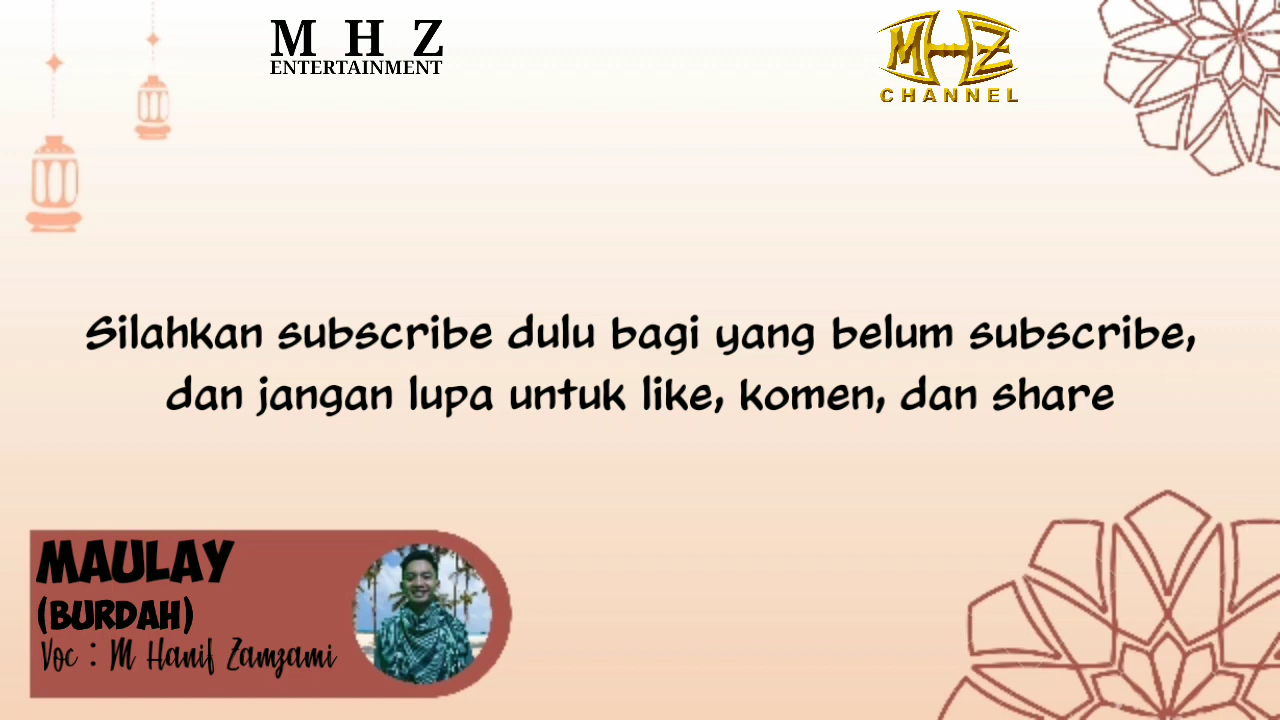 M H Z
ENTERTAINMENT
MHZ
CHANNEL
Silahkan subscribe dulu bagi yang belum subscribe,
dan jangan lupa untuk like, komen, dan share
MAULAY
(BURDAH)
Voc : M Hanif Zamzami